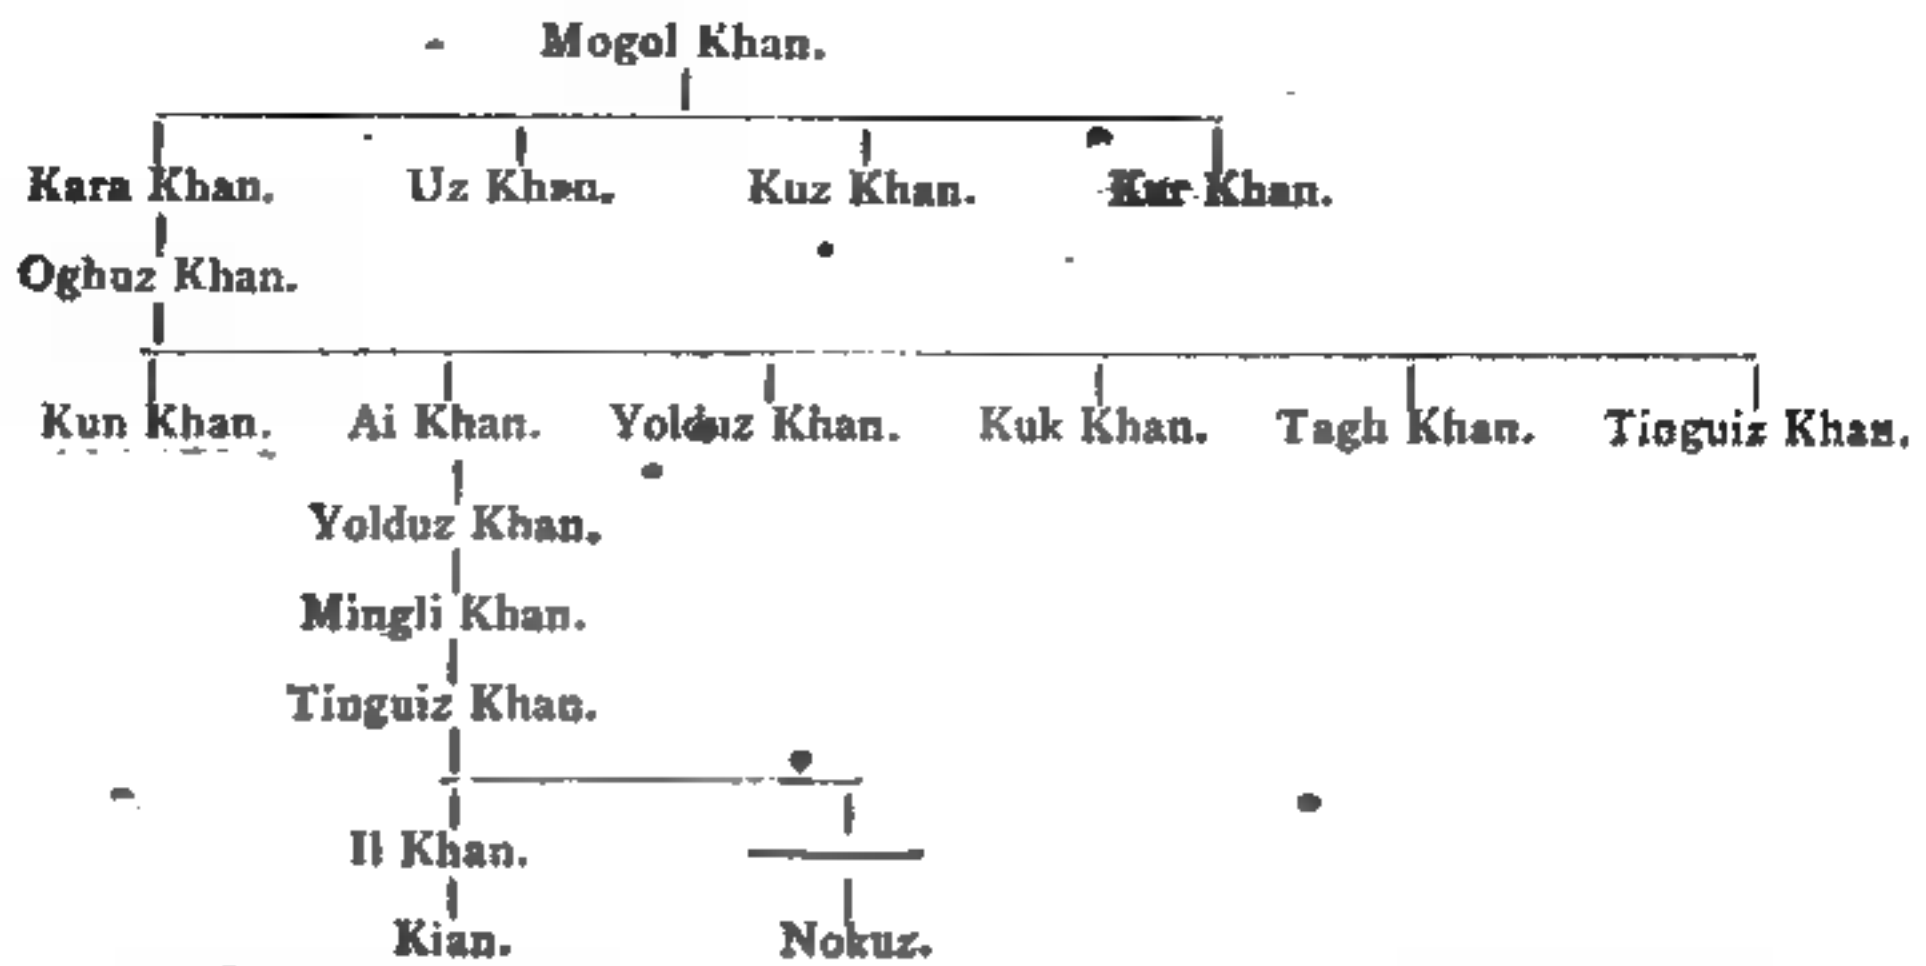 Mogol Khan.
Kara Khan. Uz Khan. Kuz Khan. Kur Khan.
Oghuz Khan.
Kun Khan. Ai Khan. Yolduz Khan. Kuk Khan. Tagh Khan. Tinguiz Khan.
Yolduz Khan.
Mingli Khan.
Tinguiz Khan.
Il Khan.
Kian. Nokuz.